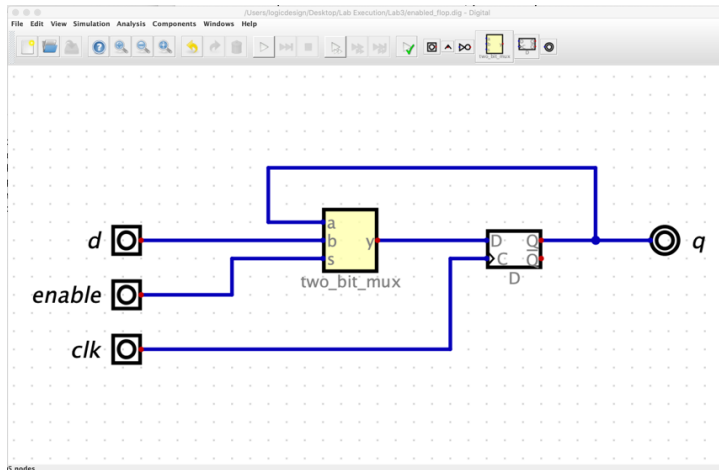 /Users/logicdesign/Desktop/Lab Execution/Lab3/enabled_flop.dig - Digital
File Edit View Simulation Analysis Components Windows Help
two_bit_mux
d
enable
clk
a
b
s
y
two_bit_mux
D Q
C Q
D
q